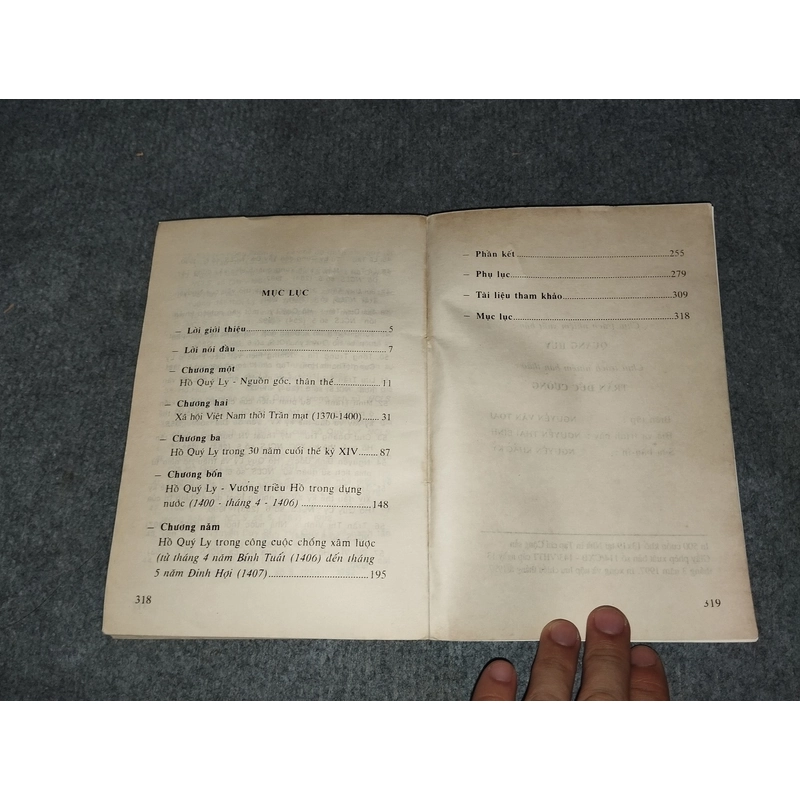 MỤC LỤC
– Lời giới thiệu 5
– Lời nói đầu 7
– Chương một
Hồ Quý Ly - Nguồn gốc, thân thế 11
– Chương hai
Xã hội Việt Nam thời Trần mạt (1370-1400) 31
– Chương ba
Hồ Quý Ly trong 30 năm cuối thế kỷ XIV 87
– Chương bốn
Hồ Quý Ly - Vương triều Hồ trong dựng
nước (1400 - tháng 4 - 1406) 148
– Chương năm
Hồ Quý Ly trong công cuộc chống xâm lược
(từ tháng 4 năm Bính Tuất (1406) đến tháng
5 năm Đinh Hợi (1407) 195
318
– Phần kết 255
– Phụ lục 279
– Tài liệu tham khảo 309
– Mục lục 318
319